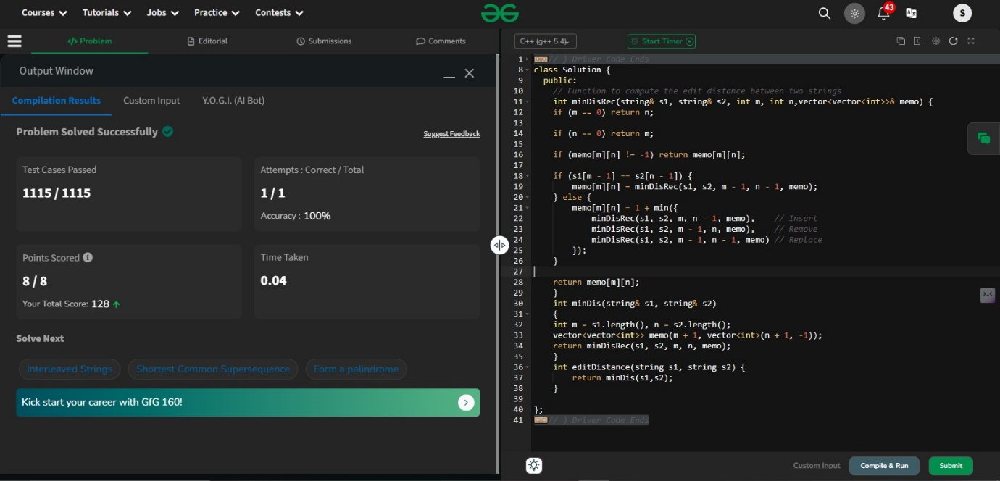 Courses Tutorials Jobs Practice Contests
43
S
</> Problem Editorial Submissions Comments
Output Window
Compilation Results Custom Input Y.O.G.I. (AI Bot)
Problem Solved Successfully
Suggest Feedback
Test Cases Passed
1115 / 1115
Attempts : Correct / Total
1 / 1
Accuracy : 100%
Points Scored
8 / 8
Your Total Score: 128
Time Taken
0.04
Solve Next
Interleaved Strings Shortest Common Supersequence Form a palindrome
Kick start your career with GfG 160!
C++ (g++ 5.4) Start Timer
1 // } Driver Code Ends
8 class Solution {
9 public:
10 // Function to compute the edit distance between two strings
11 int minDisRec(string& s1, string& s2, int m, int n,vector<vector<int>>& memo) {
12 if (m == 0) return n;
13
14 if (n == 0) return m;
15
16 if (memo[m][n] != -1) return memo[m][n];
17
18 if (s1[m - 1] == s2[n - 1]) {
19 memo[m][n] = minDisRec(s1, s2, m - 1, n - 1, memo);
20 } else {
21 memo[m][n] = 1 + min({
22 minDisRec(s1, s2, m, n - 1, memo), // Insert
23 minDisRec(s1, s2, m - 1, n, memo), // Remove
24 minDisRec(s1, s2, m - 1, n - 1, memo) // Replace
25 });
26 }
27
28 return memo[m][n];
29 }
30 int minDis(string& s1, string& s2)
31 {
32 int m = s1.length(), n = s2.length();
33 vector<vector<int>> memo(m + 1, vector<int>(n + 1, -1));
34 return minDisRec(s1, s2, m, n, memo);
35 }
36 int editDistance(string s1, string s2) {
37 return minDis(s1,s2);
38 }
39
40 };
41 // } Driver Code Ends
Custom Input Compile & Run Submit